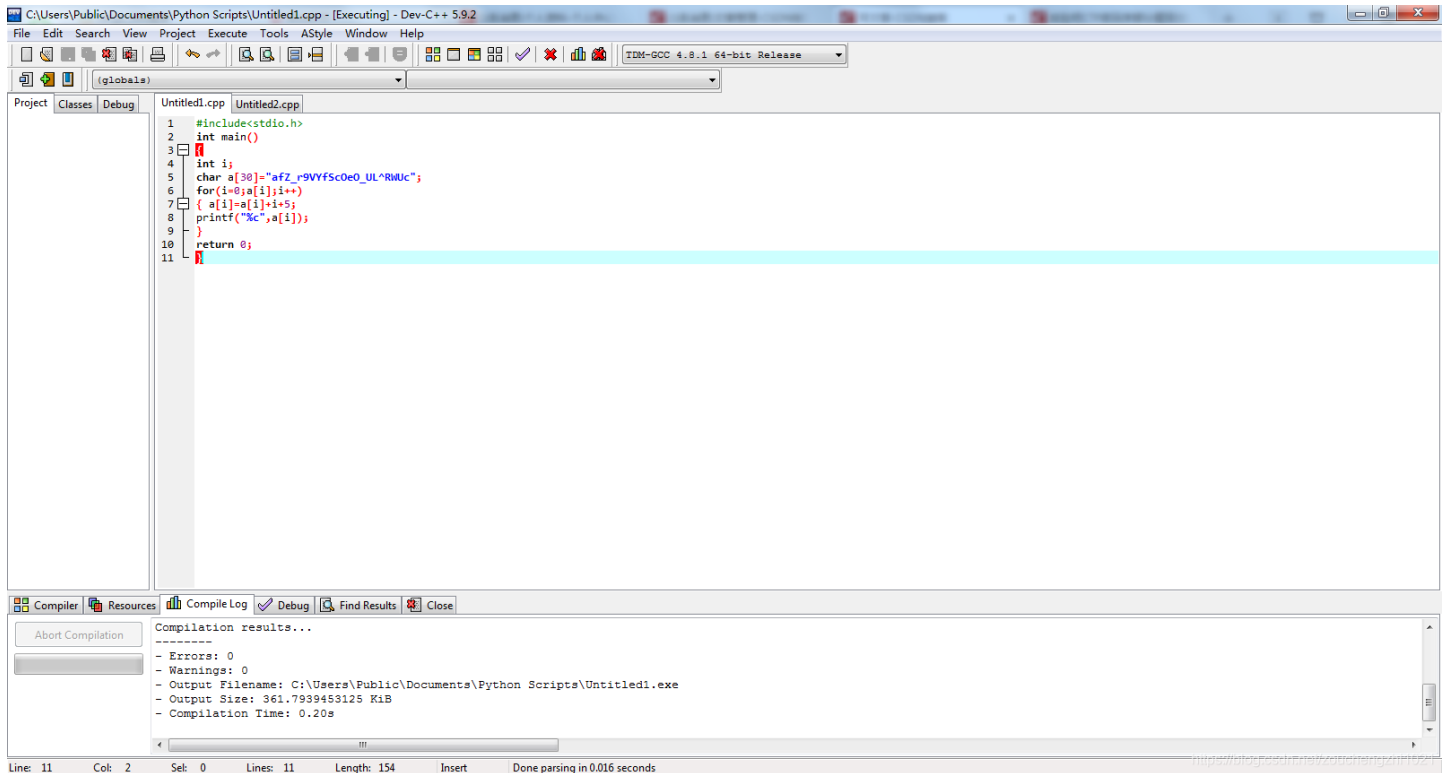 C:\Users\Public\Documents\Python Scripts\Untitled1.cpp - [Executing] - Dev-C++ 5.9.2
File Edit Search View Project Execute Tools AStyle Window Help
TDM-GCC 4.8.1 64-bit Release
(globals)
Project Classes Debug
Untitled1.cpp Untitled2.cpp
1 #include<stdio.h>
2 int main()
3 {
4 int i;
5 char a[30]="afZ_r9VYfScOeO_UL^RWUc";
6 for(i=0;a[i];i++)
7 { a[i]=a[i]+i+5;
8 printf("%c",a[i]);
9 }
10 return 0;
11 }
Compiler Resources Compile Log Debug Find Results Close
Abort Compilation
Compilation results...
--------
- Errors: 0
- Warnings: 0
- Output Filename: C:\Users\Public\Documents\Python Scripts\Untitled1.exe
- Output Size: 361.7939453125 KiB
- Compilation Time: 0.20s
Line: 11 Col: 2 Sel: 0 Lines: 11 Length: 154 Insert Done parsing in 0.016 seconds